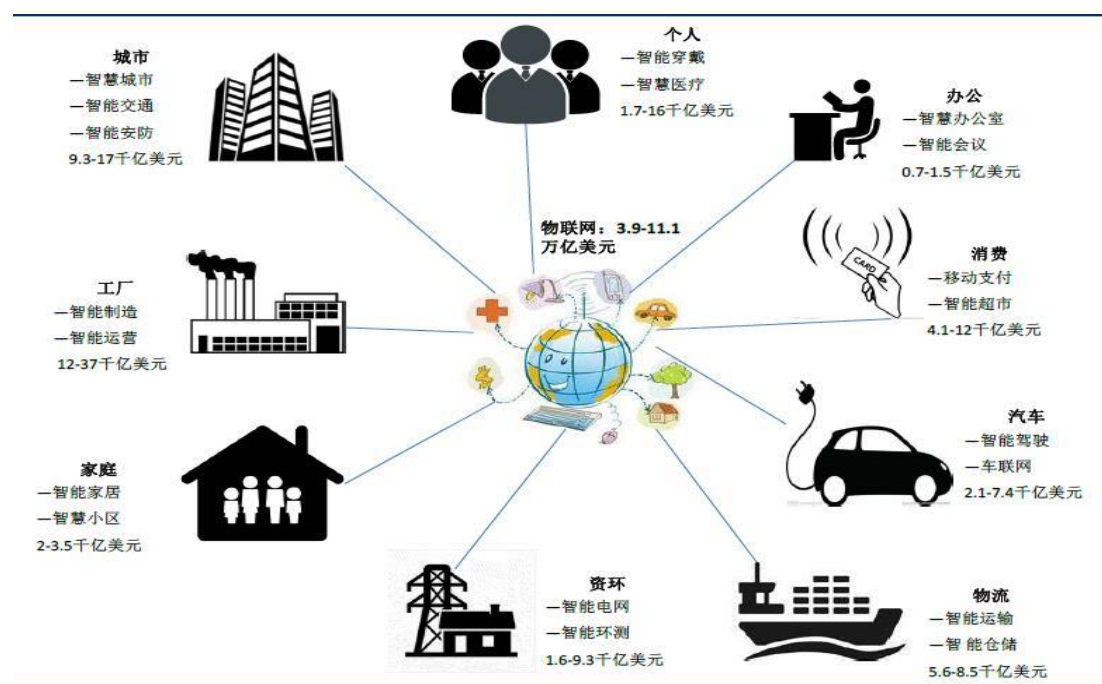 个人
—智能穿戴
—智慧医疗
1.7-16千亿美元
城市
—智慧城市
—智能交通
—智能安防
9.3-17千亿美元
办公
—智慧办公室
—智能会议
0.7-1.5千亿美元
物联网：3.9-11.1
万亿美元
消费
—移动支付
—智能超市
4.1-12千亿美元
CARD
工厂
—智能制造
—智能运营
12-37千亿美元
汽车
—智能驾驶
—车联网
2.1-7.4千亿美元
家庭
—智能家居
—智慧小区
2-3.5千亿美元
资环
—智能电网
—智能环测
1.6-9.3千亿美元
物流
—智能运输
—智 能仓储
5.6-8.5千亿美元